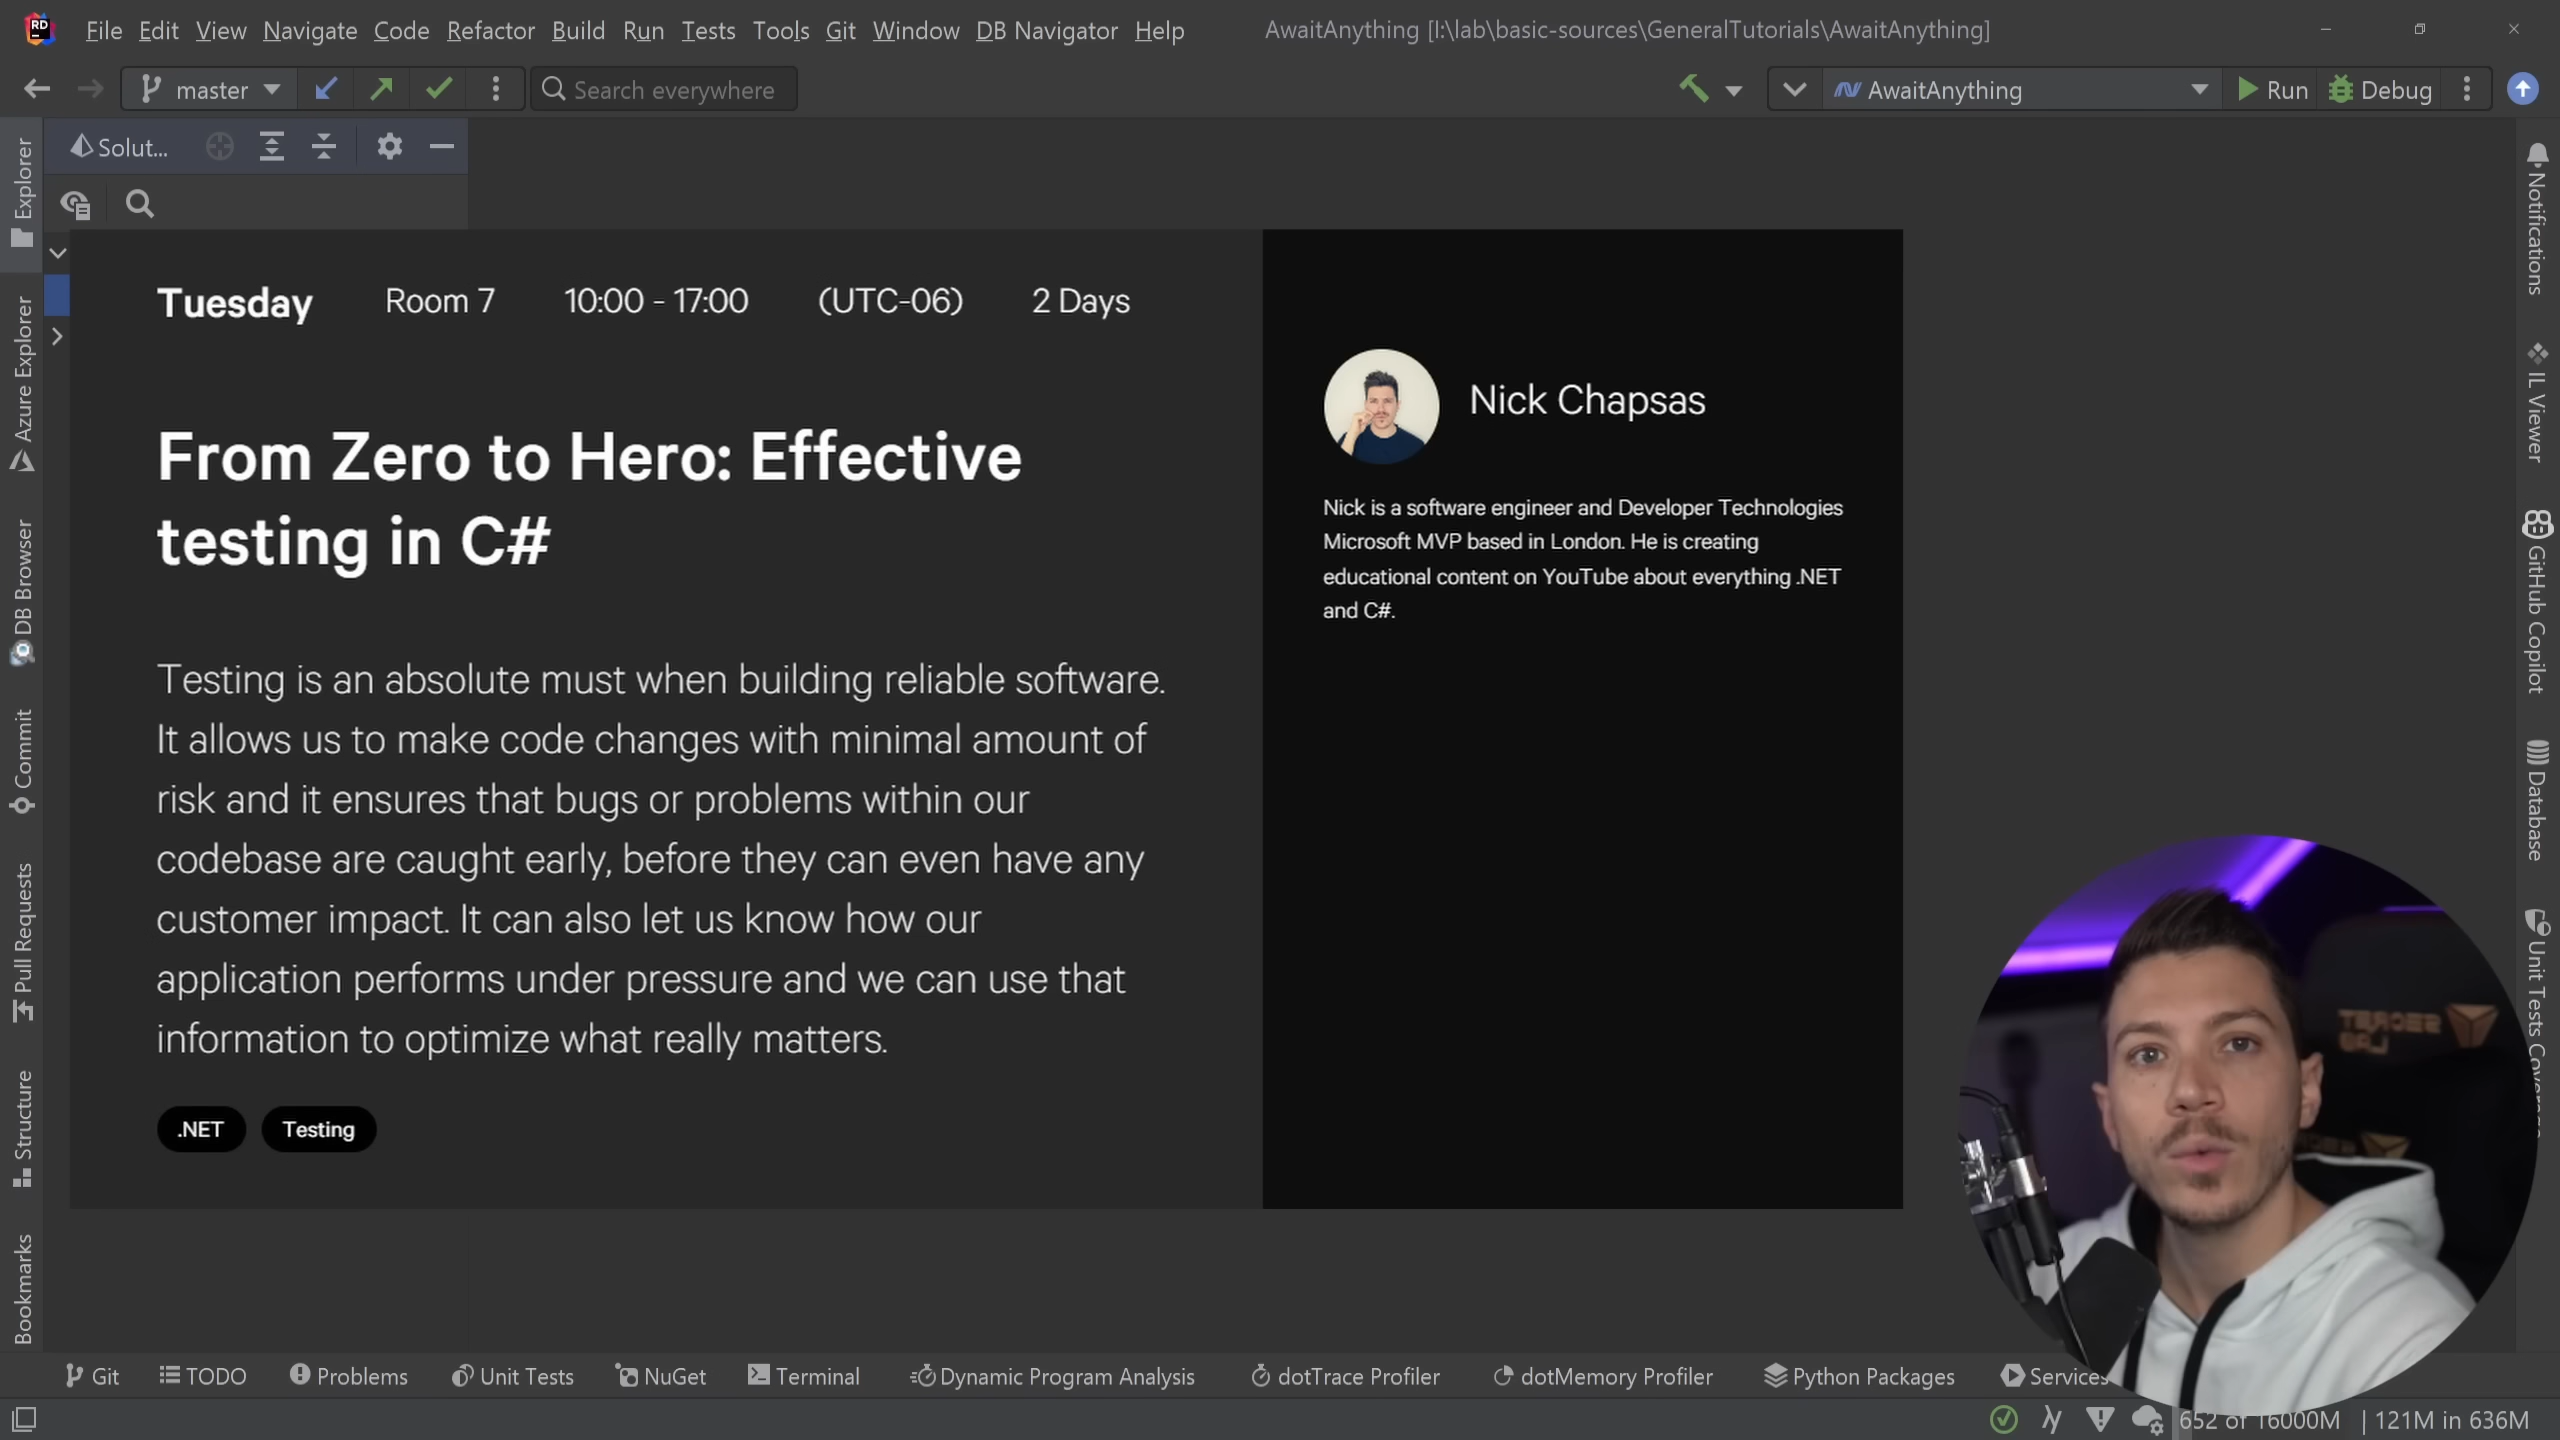 RD
File Edit View Navigate Code Refactor Build Run Tests Tools Git Window DB Navigator Help
AwaitAnything [I:\lab\basic-sources\GeneralTutorials\AwaitAnything]
master
Search everywhere
AwaitAnything
Run
Debug
Solut...
Explorer
Azure Explorer
DB Browser
Commit
Pull Requests
Structure
Bookmarks
Tuesday Room 7 10:00 - 17:00 (UTC-06) 2 Days
From Zero to Hero: Effective
testing in C#
Testing is an absolute must when building reliable software.
It allows us to make code changes with minimal amount of
risk and it ensures that bugs or problems within our
codebase are caught early, before they can even have any
customer impact. It can also let us know how our
application performs under pressure and we can use that
information to optimize what really matters.
.NET Testing
Nick Chapsas
Nick is a software engineer and Developer Technologies
Microsoft MVP based in London. He is creating
educational content on YouTube about everything .NET
and C#.
Notifications
IL Viewer
GitHub Copilot
Database
Unit Tests
SECRET
LAB
Git TODO Problems Unit Tests NuGet Terminal Dynamic Program Analysis dotTrace Profiler dotMemory Profiler Python Packages Services
652 of 16000M | 121M in 636M